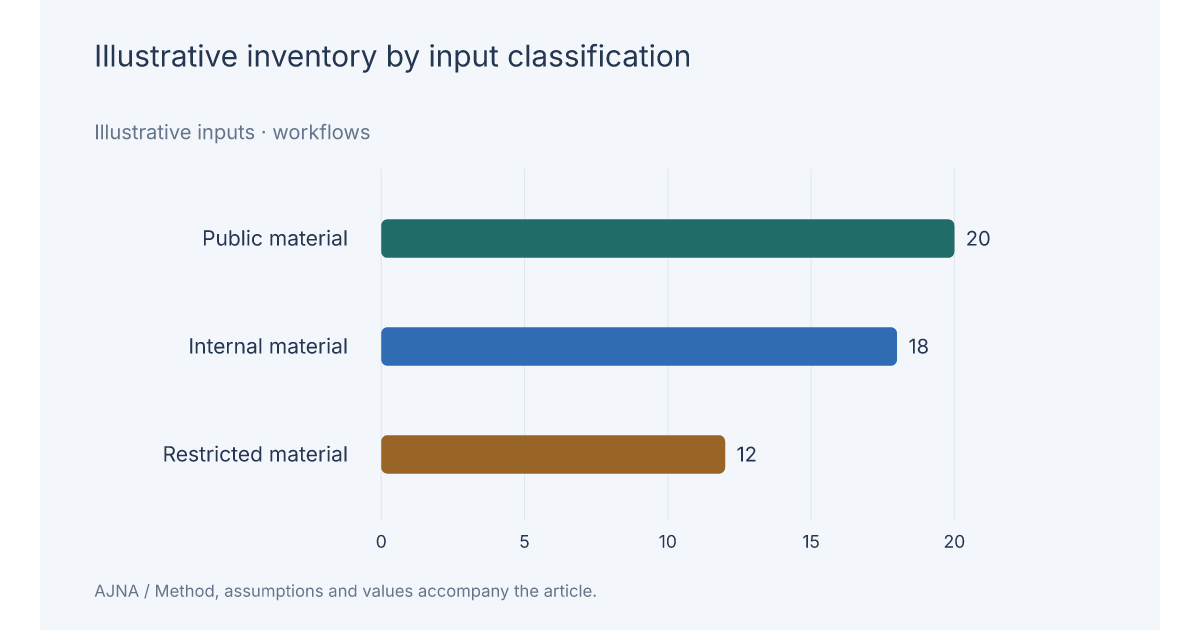 Illustrative inventory by input classification
Illustrative inputs · workflows
Public material 20
Internal material 18
Restricted material 12
0 5 10 15 20
AJNA / Method, assumptions and values accompany the article.